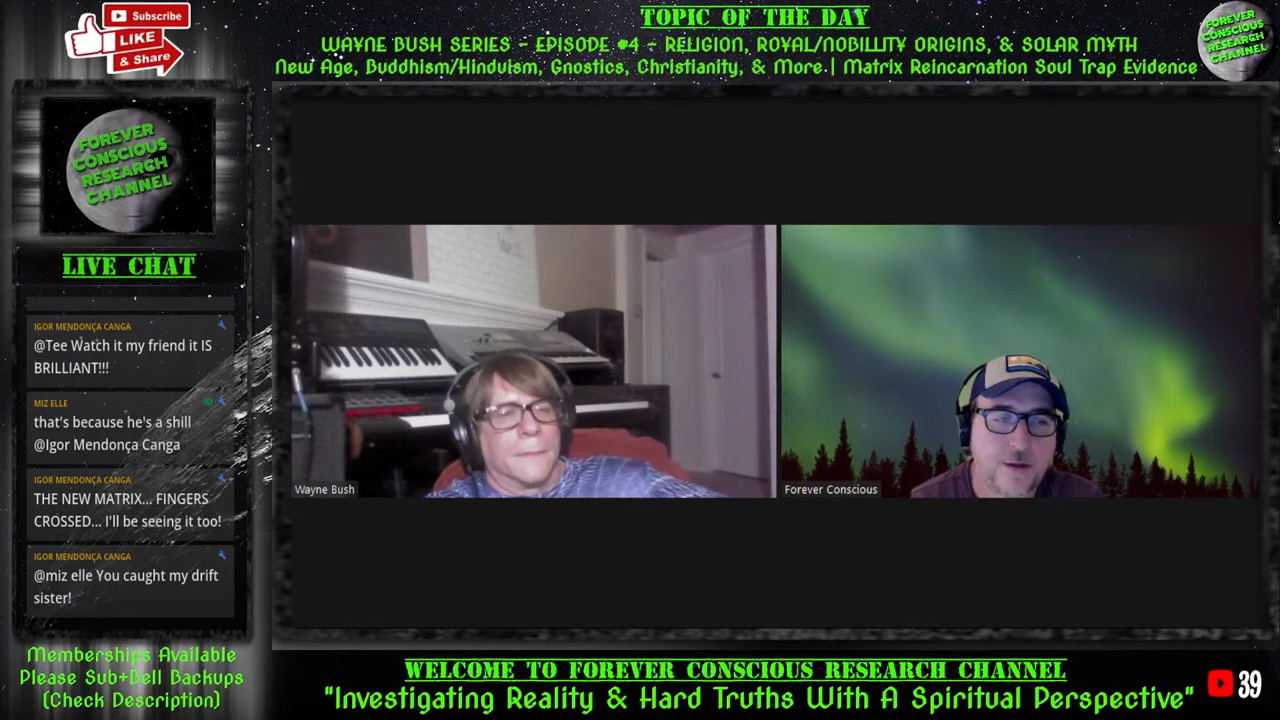 Subscribe
LIKE
& Share
TOPIC OF THE DAY
WAYNE BUSH SERIES - EPISODE #4 - RELIGION, ROYAL/NOBILLITY ORIGINS, & SOLAR MYTH
New Age, Buddhism/Hinduism, Gnostics, Christianity, & More | Matrix Reincarnation Soul Trap Evidence
FOREVER
CONSCIOUS
RESEARCH
CHANNEL
FOREVER
CONSCIOUS
RESEARCH
CHANNEL
LIVE CHAT
IGOR MENDONÇA CANGA
@Tee Watch it my friend it IS
BRILLIANT!!!
MIZ ELLE
that's because he's a shill
@Igor Mendonça Canga
IGOR MENDONÇA CANGA
THE NEW MATRIX... FINGERS
CROSSED... I'll be seeing it too!
IGOR MENDONÇA CANGA
@miz elle You caught my drift
sister!
Wayne Bush
Forever Conscious
Memberships Available
Please Sub+Bell Backups
(Check Description)
WELCOME TO FOREVER CONSCIOUS RESEARCH CHANNEL
"Investigating Reality & Hard Truths With A Spiritual Perspective"
39